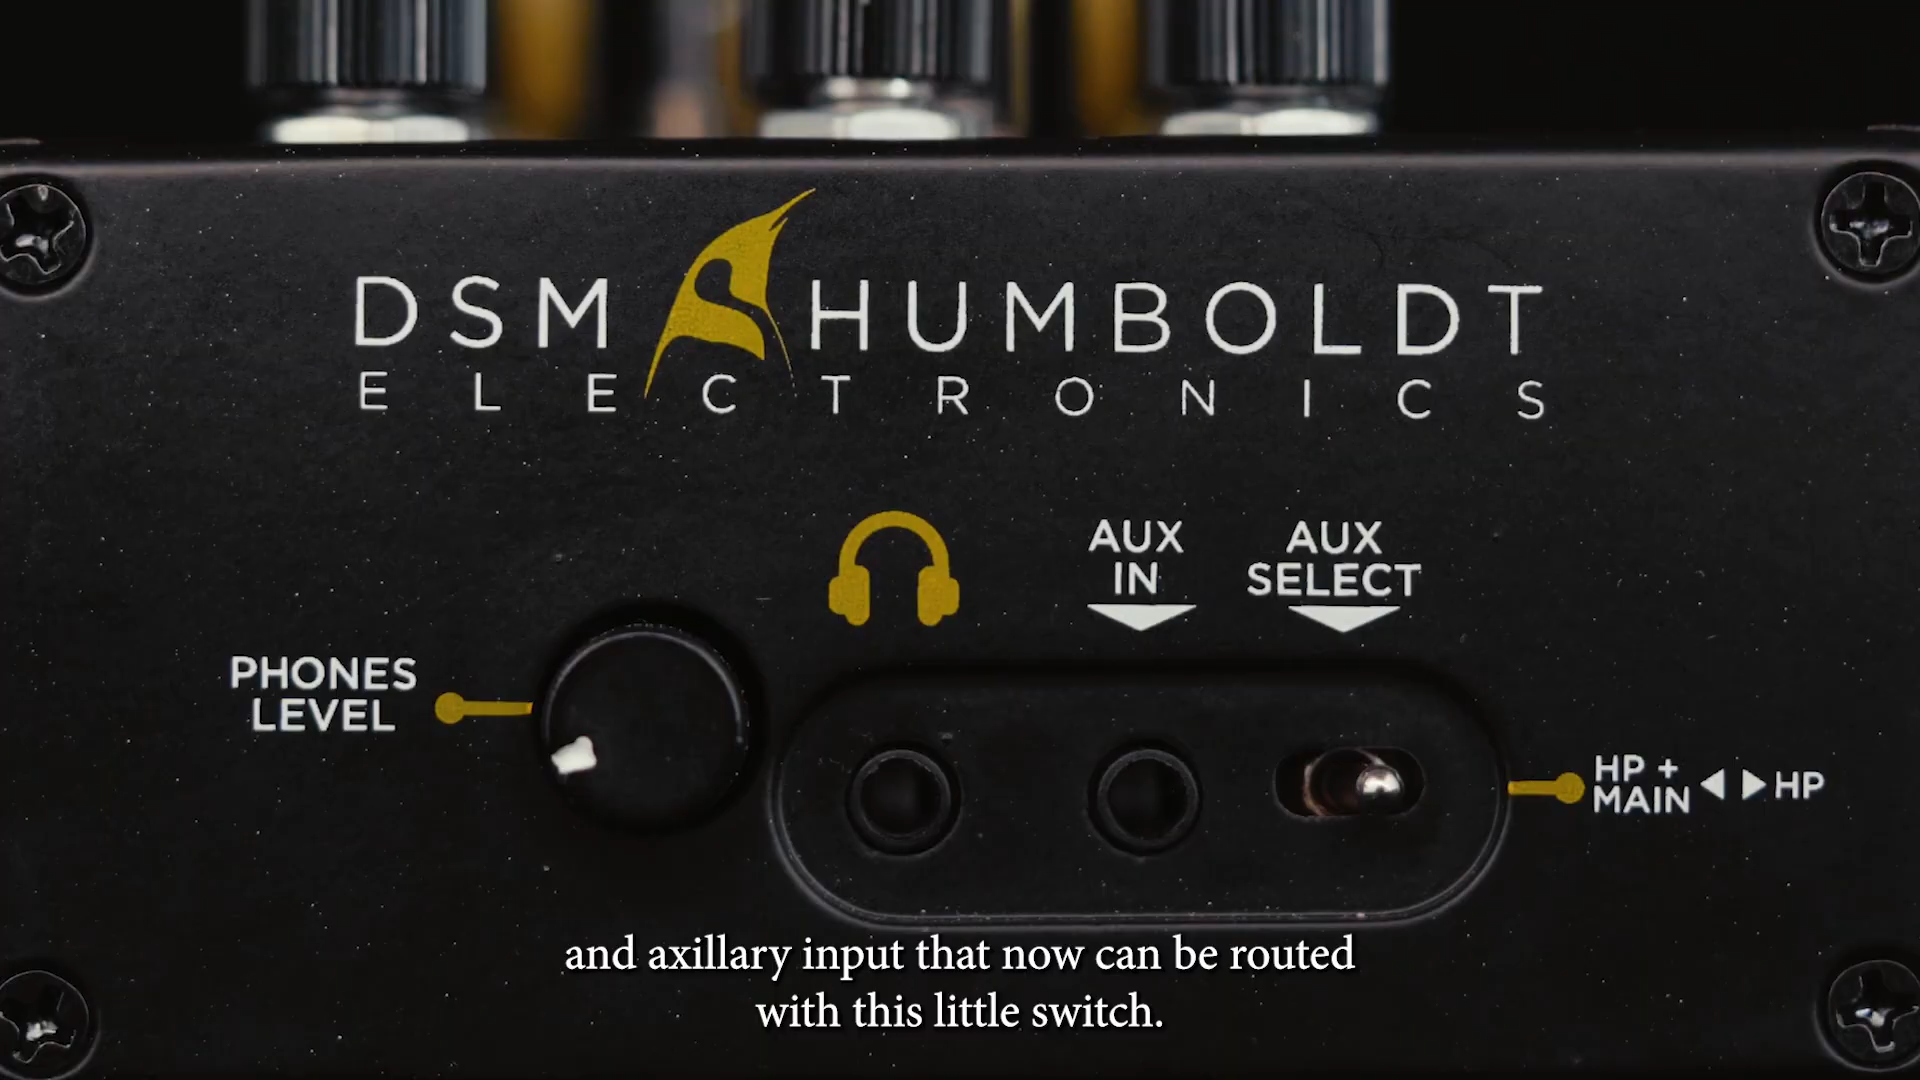 DSM HUMBOLDT
ELECTRONICS
AUX
IN
AUX
SELECT
PHONES
LEVEL
HP +
MAIN ◀ ▶ HP
and axillary input that now can be routed
with this little switch.